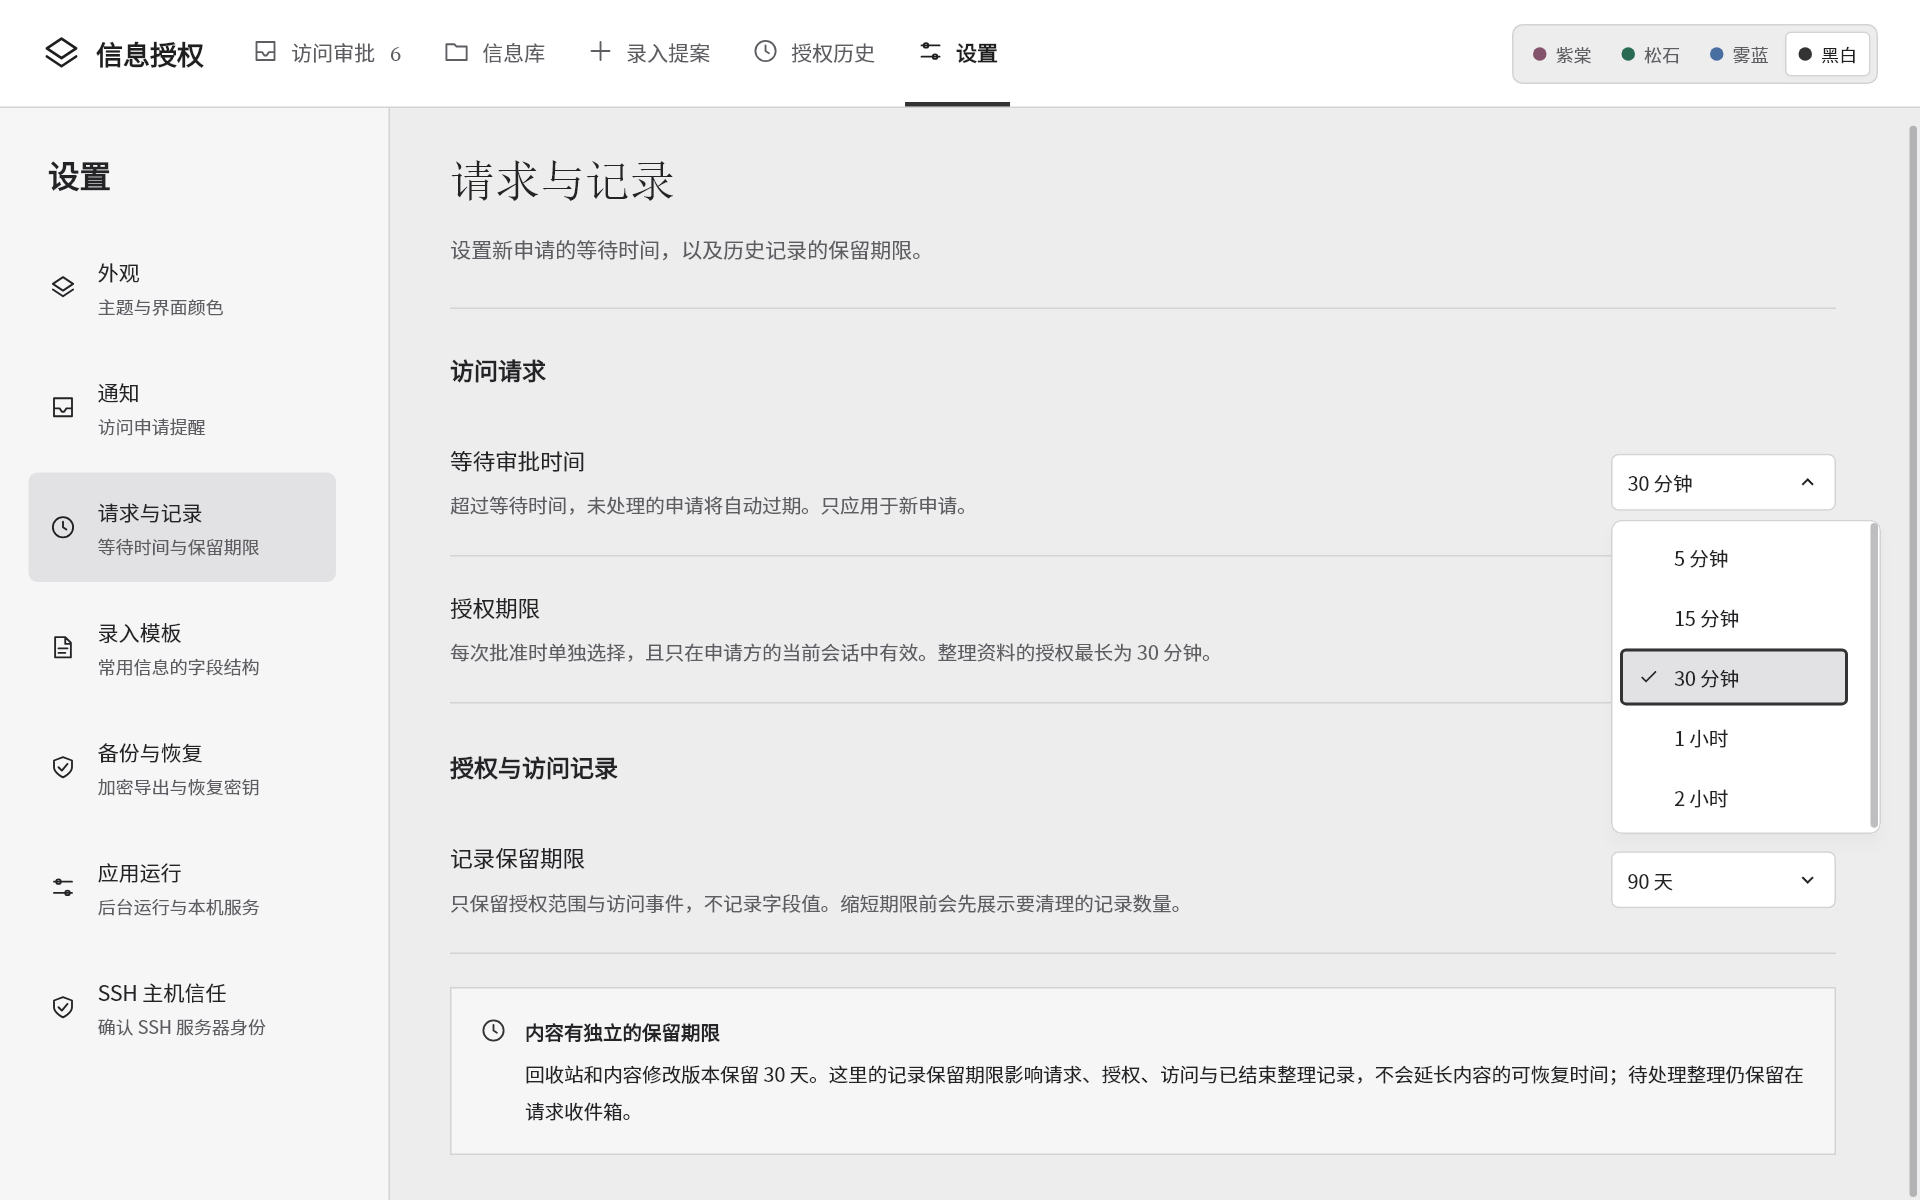 信息授权
访问审批 6
信息库
录入提案
授权历史
设置
紫棠
松石
雾蓝
黑白
设置
外观
主题与界面颜色
通知
访问申请提醒
请求与记录
等待时间与保留期限
录入模板
常用信息的字段结构
备份与恢复
加密导出与恢复密钥
应用运行
后台运行与本机服务
SSH 主机信任
确认 SSH 服务器身份
请求与记录
设置新申请的等待时间，以及历史记录的保留期限。
访问请求
等待审批时间
超过等待时间，未处理的申请将自动过期。只应用于新申请。
30 分钟
5 分钟
15 分钟
30 分钟
1 小时
2 小时
授权期限
每次批准时单独选择，且只在申请方的当前会话中有效。整理资料的授权最长为 30 分钟。
授权与访问记录
记录保留期限
只保留授权范围与访问事件，不记录字段值。缩短期限前会先展示要清理的记录数量。
90 天
内容有独立的保留期限
回收站和内容修改版本保留 30 天。这里的记录保留期限影响请求、授权、访问与已结束整理记录，不会延长内容的可恢复时间；待处理整理仍保留在
请求收件箱。